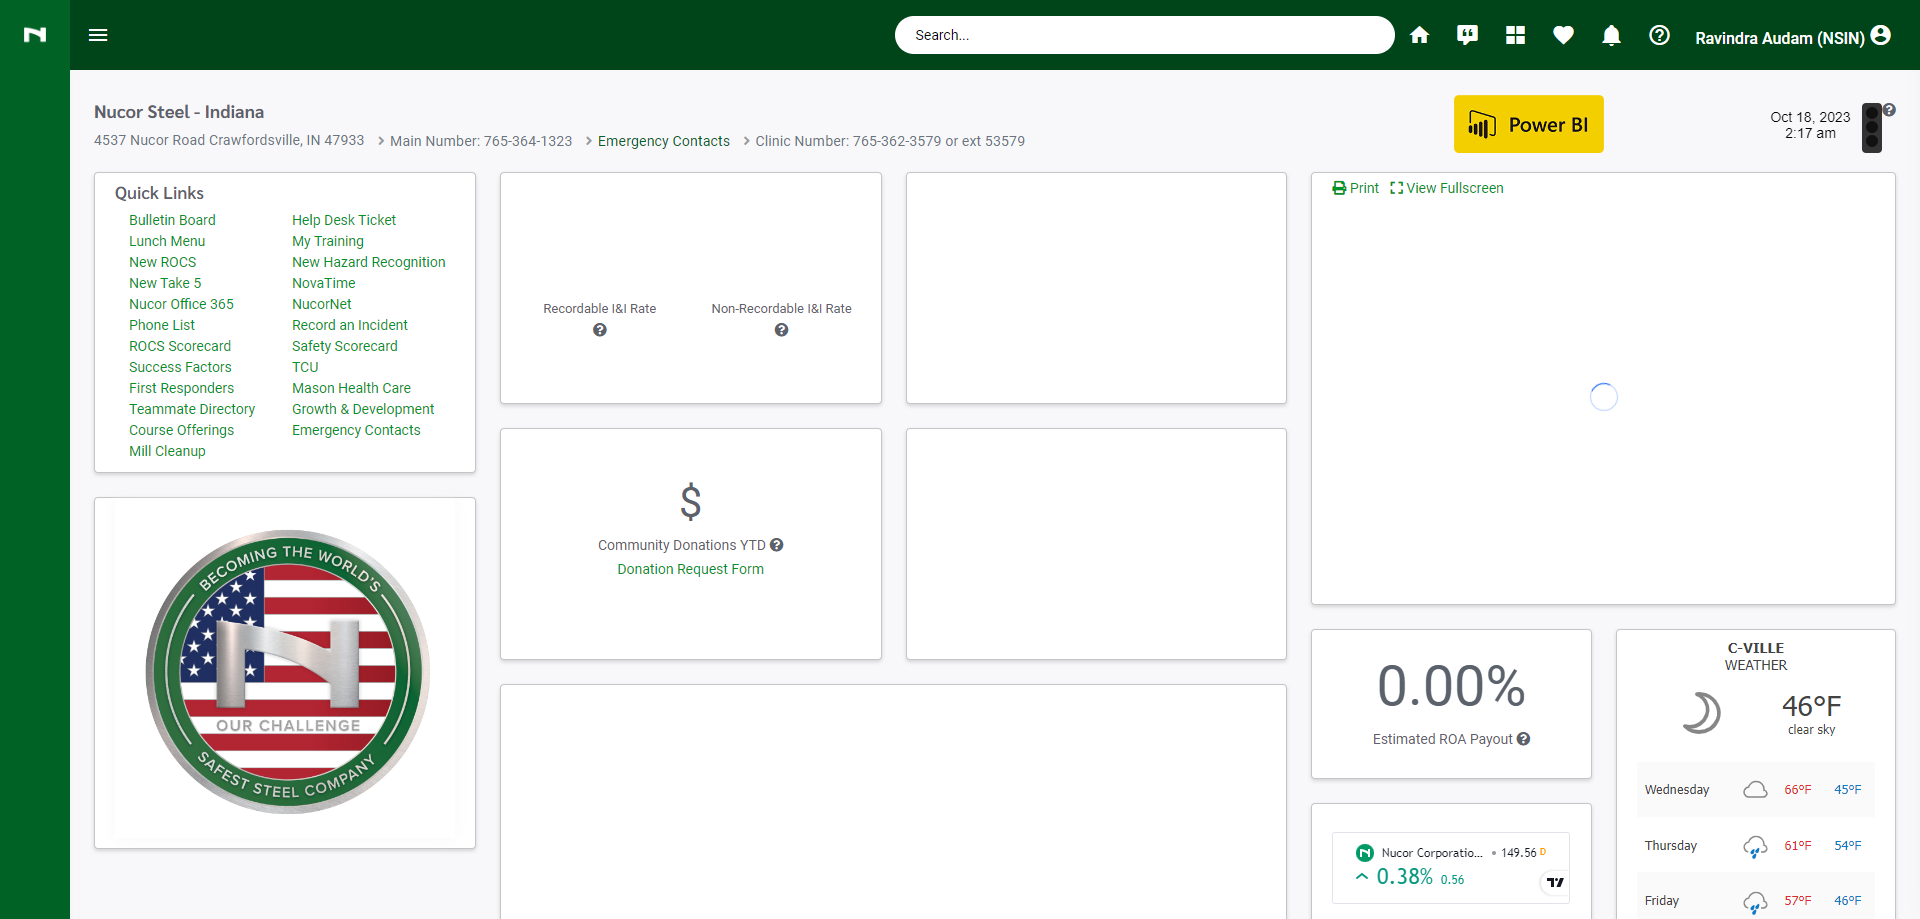 Search...
Ravindra Audam (NSIN)
Nucor Steel - Indiana
4537 Nucor Road Crawfordsville, IN 47933
Main Number: 765-364-1323
Emergency Contacts
Clinic Number: 765-362-3579 or ext 53579
Power BI
Oct 18, 2023
2:17 am
Quick Links
Bulletin Board
Lunch Menu
New ROCS
New Take 5
Nucor Office 365
Phone List
ROCS Scorecard
Success Factors
First Responders
Teammate Directory
Course Offerings
Mill Cleanup
Help Desk Ticket
My Training
New Hazard Recognition
NovaTime
NucorNet
Record an Incident
Safety Scorecard
TCU
Mason Health Care
Growth & Development
Emergency Contacts
BECOMING THE WORLD'S
OUR CHALLENGE
SAFEST STEEL COMPANY
Recordable I&I Rate
Non-Recordable I&I Rate
$
Community Donations YTD
Donation Request Form
Print View Fullscreen
0.00%
Estimated ROA Payout
Nucor Corporatio... 149.56 D
0.38% 0.56
C-VILLE
WEATHER
46°F
clear sky
Wednesday 66°F 45°F
Thursday 61°F 54°F
Friday 57°F 46°F